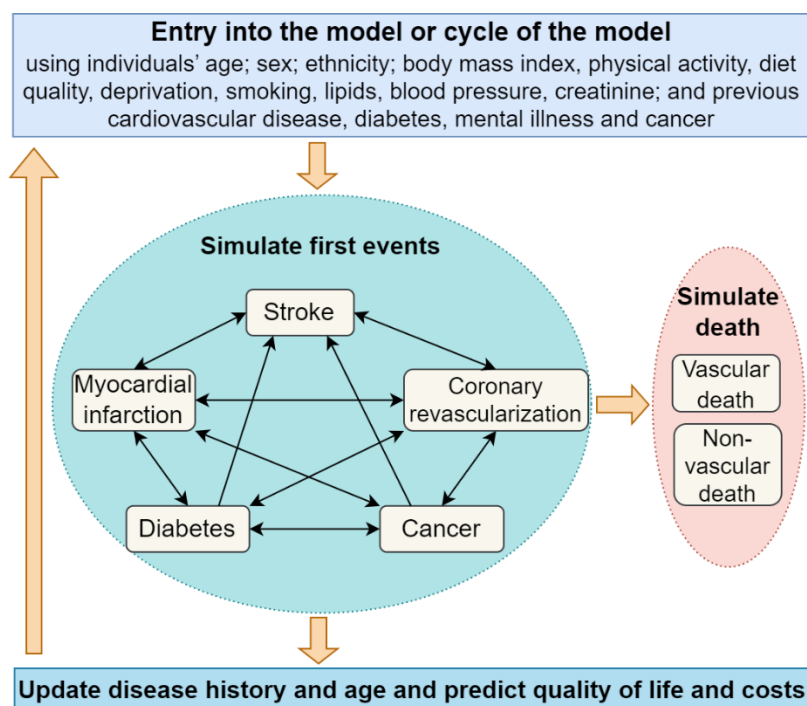 Entry into the model or cycle of the model
using individuals' age; sex; ethnicity; body mass index, physical activity, diet
quality, deprivation, smoking, lipids, blood pressure, creatinine; and previous
cardiovascular disease, diabetes, mental illness and cancer
Simulate first events
Stroke
Myocardial
infarction
Coronary
revascularization
Diabetes
Cancer
Simulate
death
Vascular
death
Non-
vascular
death
Update disease history and age and predict quality of life and costs